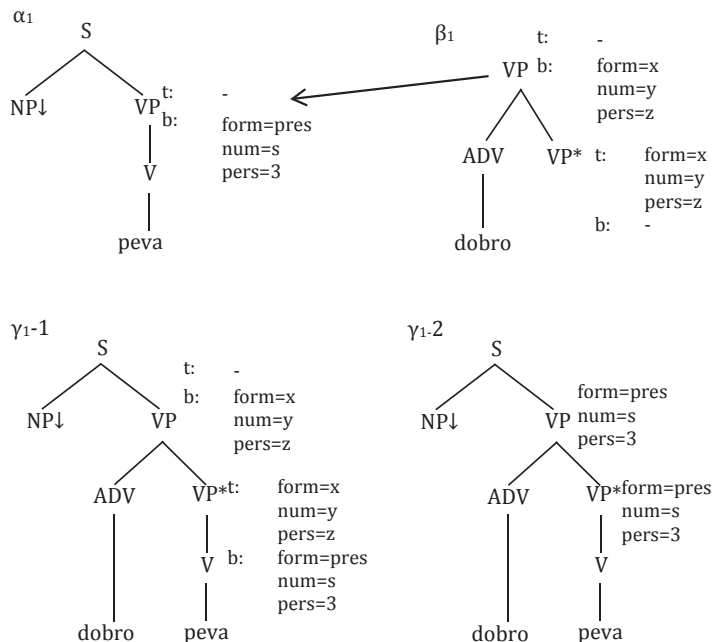 α₁
S
NP↓ VP t: -
b: form=pres
num=s
pers=3
V
peva
β₁
VP t: -
b: form=x
num=y
pers=z
ADV VP* t: form=x
num=y
pers=z
b: -
dobro
γ₁-1
S
t: -
NP↓ VP b: form=x
num=y
pers=z
ADV VP* t: form=x
num=y
pers=z
V b: form=pres
num=s
pers=3
dobro peva
γ₁-2
S
NP↓ VP form=pres
num=s
pers=3
ADV VP* form=pres
num=s
pers=3
V
dobro peva